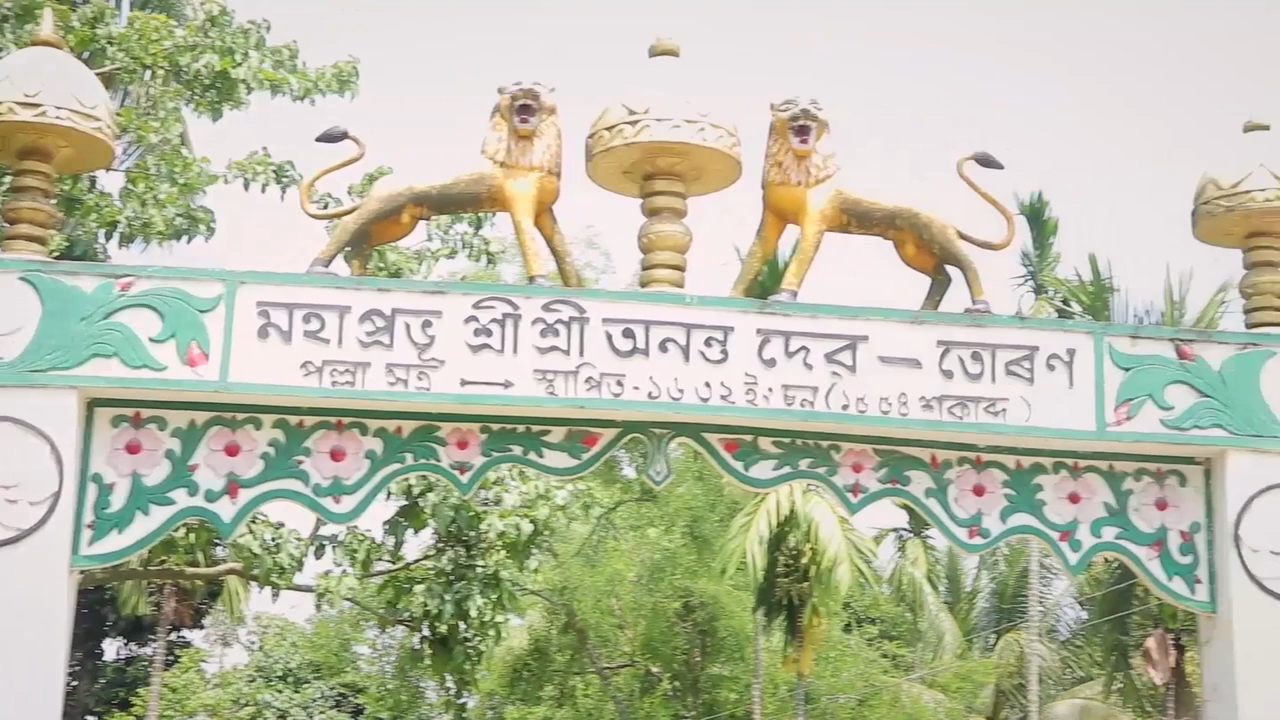 মহাপ্ৰভূ শ্ৰীশ্ৰী অনন্ত দেৱ — তোৰণ
পল্লা সত্ৰ ⟷ স্থাপিত - ১৬৩২ ইং চন (১৫৫৪ শকাব্দ)